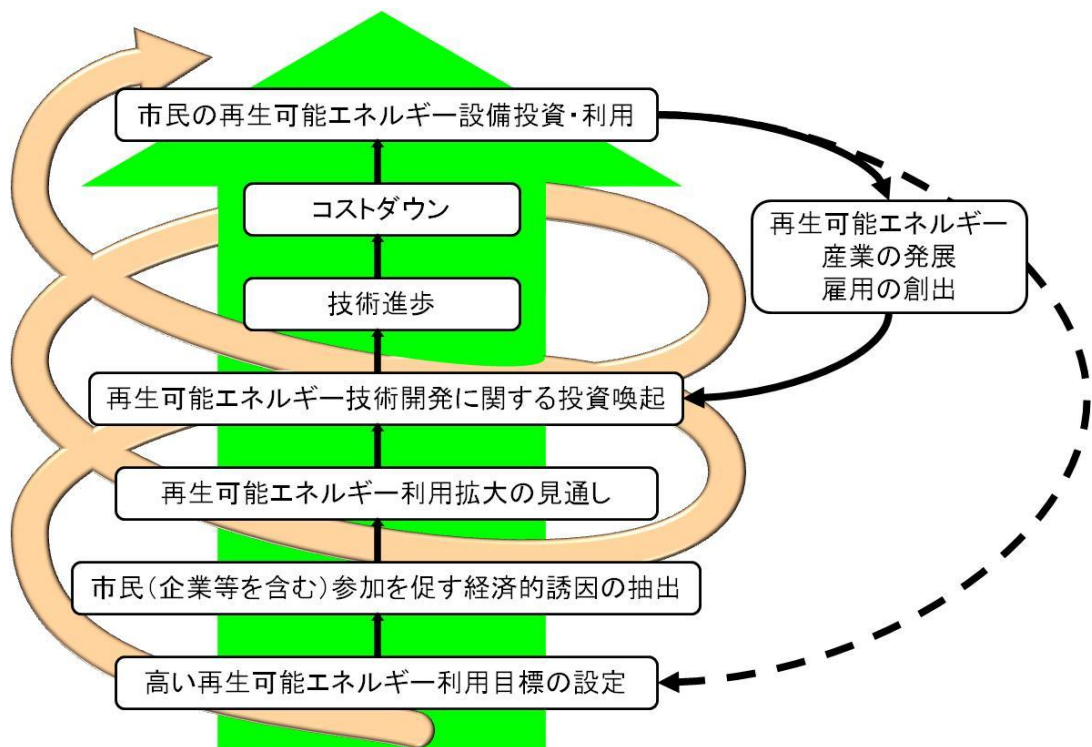 市民の再生可能エネルギー設備投資・利用
コストダウン
再生可能エネルギー
産業の発展
雇用の創出
技術進歩
再生可能エネルギー技術開発に関する投資喚起
再生可能エネルギー利用拡大の見通し
市民(企業等を含む)参加を促す経済的誘因の抽出
高い再生可能エネルギー利用目標の設定